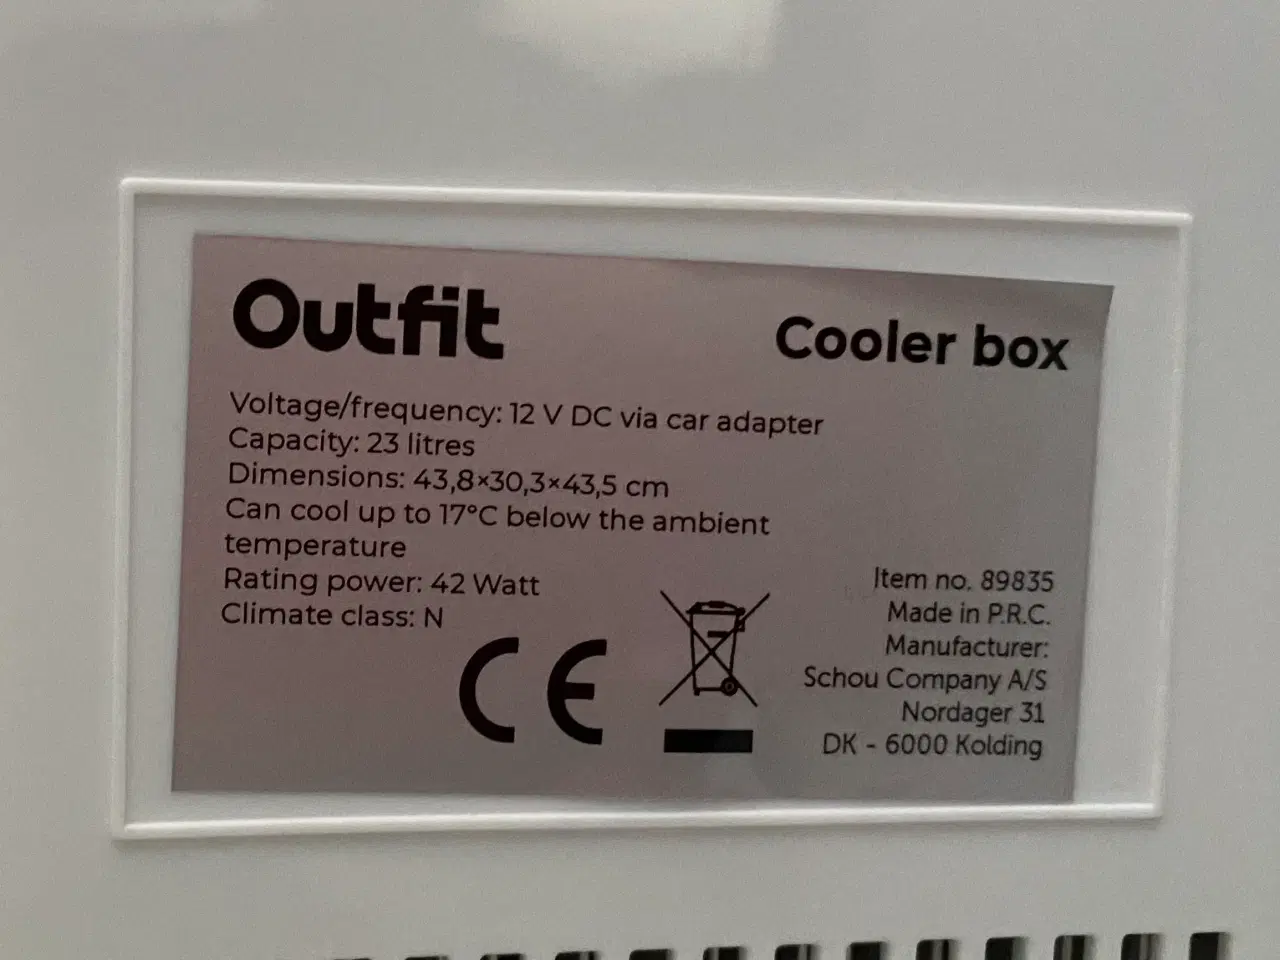 Outfit
Cooler box
Voltage/frequency: 12 V DC via car adapter
Capacity: 23 litres
Dimensions: 43,8×30,3×43,5 cm
Can cool up to 17°C below the ambient
temperature
Rating power: 42 Watt
Climate class: N
CE
Item no. 89835
Made in P.R.C.
Manufacturer:
Schou Company A/S
Nordager 31
DK - 6000 Kolding